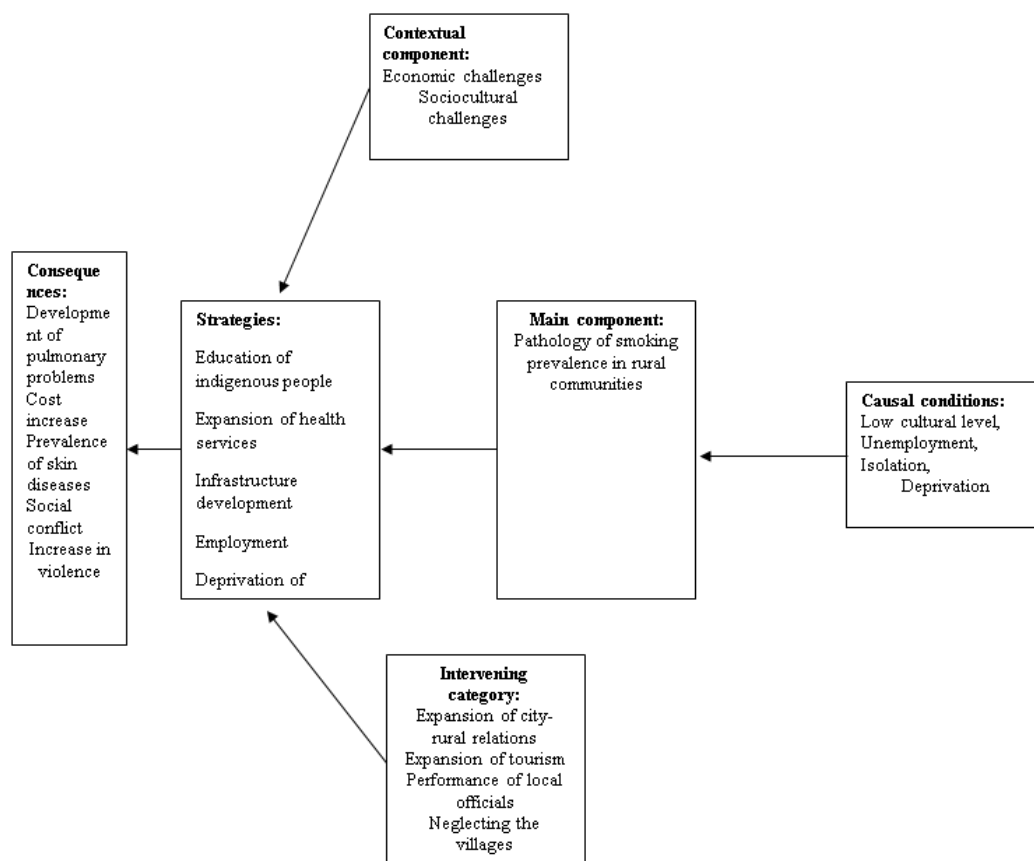 Contextual
component:
Economic challenges
Sociocultural
challenges
Conseque
nces:
Developme
nt of
pulmonary
problems
Cost
increase
Prevalence
of skin
diseases
Social
conflict
Increase in
violence
Strategies:
Education of
indigenous people
Expansion of health
services
Infrastructure
development
Employment
Deprivation of
Main component:
Pathology of smoking
prevalence in rural
communities
Causal conditions:
Low cultural level,
Unemployment,
Isolation,
Deprivation
Intervening
category:
Expansion of city-
rural relations
Expansion of tourism
Performance of local
officials
Neglecting the
villages